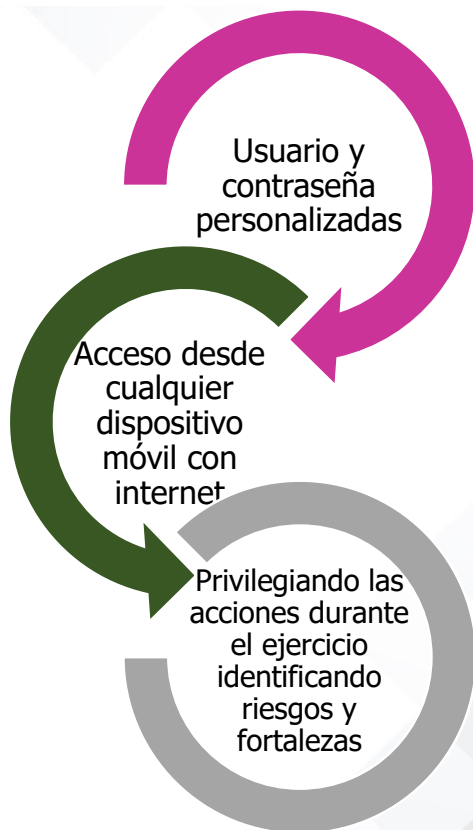 Usuario y
contraseña
personalizadas
Acceso desde
cualquier
dispositivo
móvil con
internet
Privilegiando las
acciones durante
el ejercicio
identificando
riesgos y
fortalezas